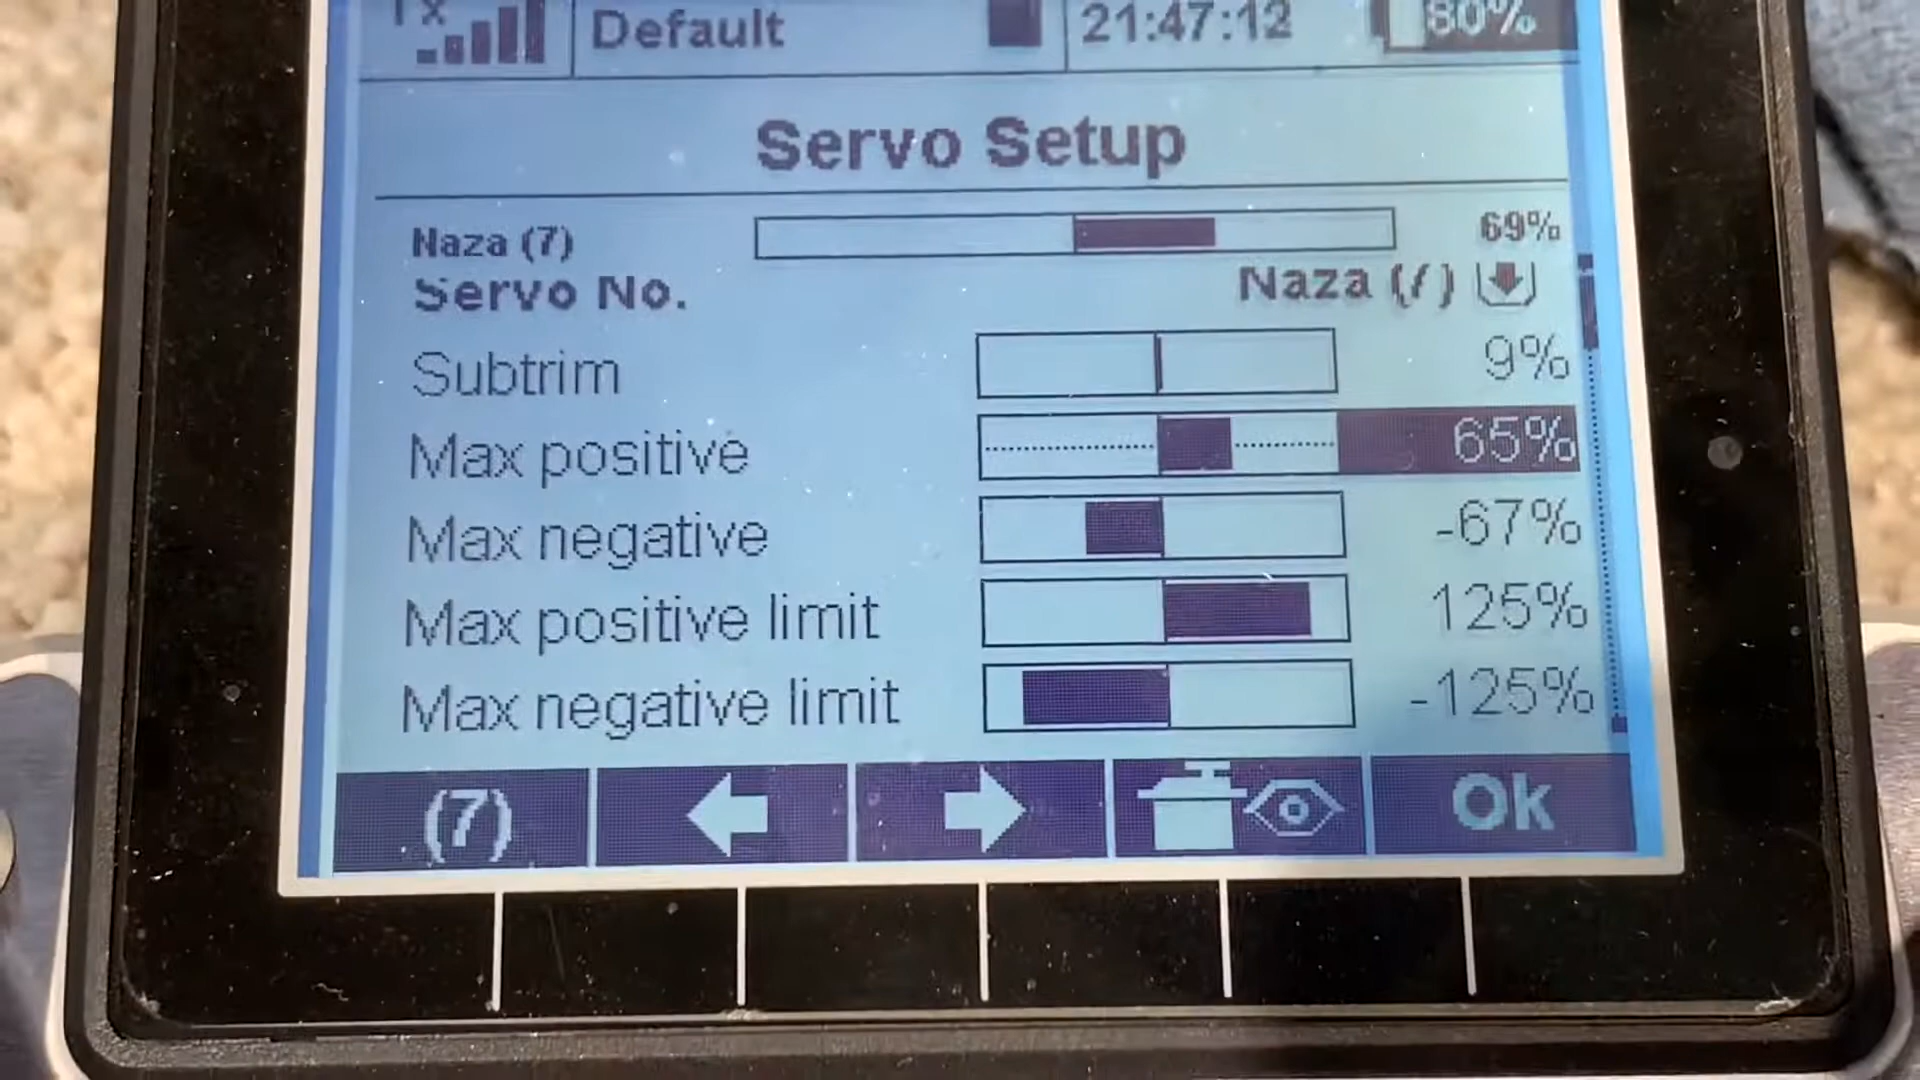 Tx Default 21:47:12 80%
Servo Setup
Naza (7) 69%
Servo No. Naza (7)
Subtrim 9%
Max positive 65%
Max negative -67%
Max positive limit 125%
Max negative limit -125%
(7) Ok